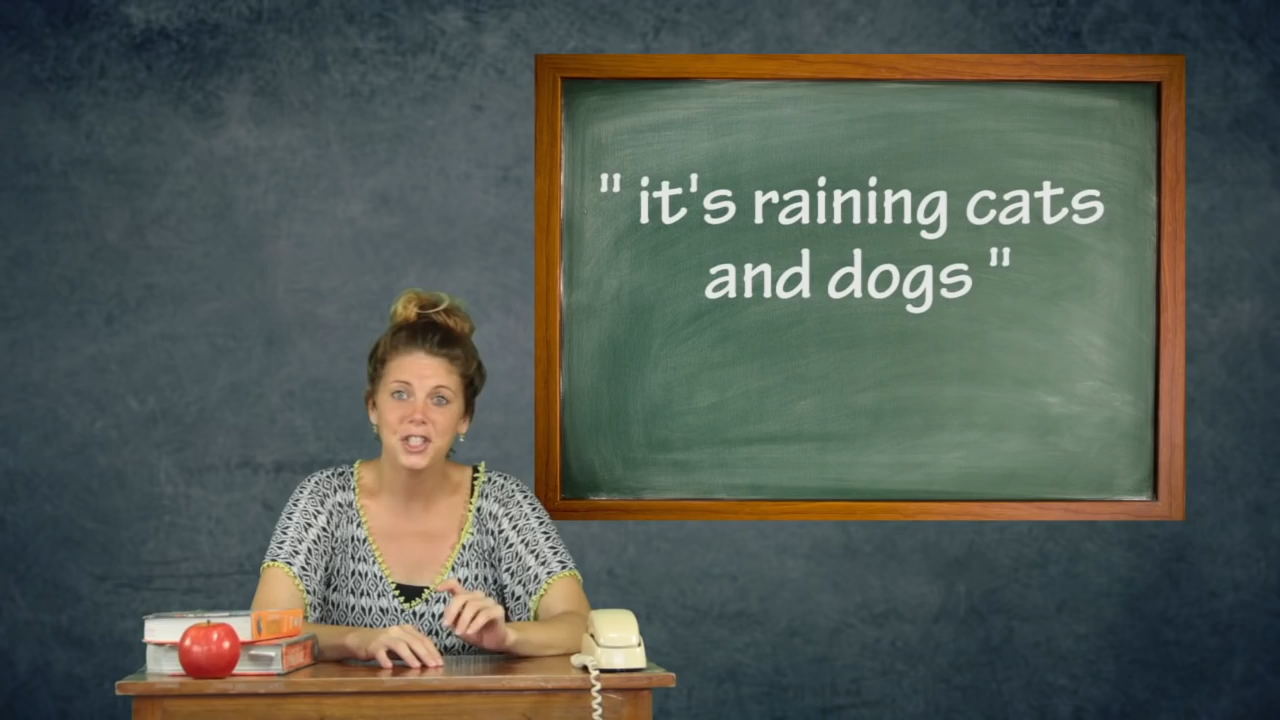 " it's raining cats
and dogs "